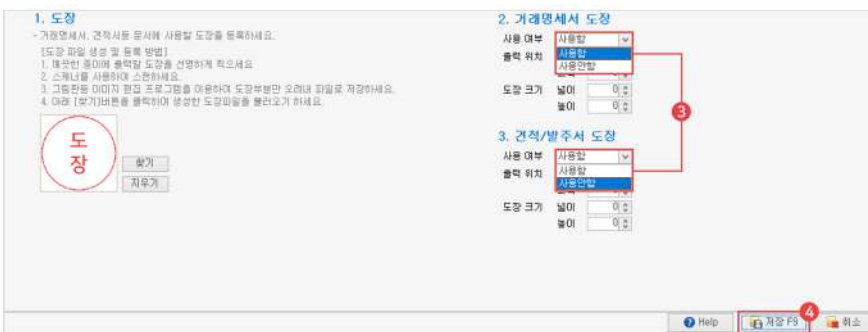 1. 도장
- 거래명세서, 견적서등 문서에 사용할 도장을 등록하세요.
[도장 파일 생성 및 등록 방법]
1. 깨끗한 종이에 출력할 도장을 선명하게 찍으세요
2. 스캐너를 사용하여 스캔하세요.
3. 그림판등 이미지 편집 프로그램을 이용하여 도장부분만 오려내 파일로 저장하세요.
4. 아래 [찾기]버튼을 클릭하여 생성한 도장파일을 불러오기 하세요.
도
장
찾기
지우기
2. 거래명세서 도장
사용 여부 사용함
사용함
출력 위치
사용안함
0
도장 크기 넓이 0
높이 0
3
3. 견적/발주서 도장
사용 여부 사용함
출력 위치 사용함
사용안함
0
도장 크기 넓이 0
높이 0
4
Help
저장 F9
취소